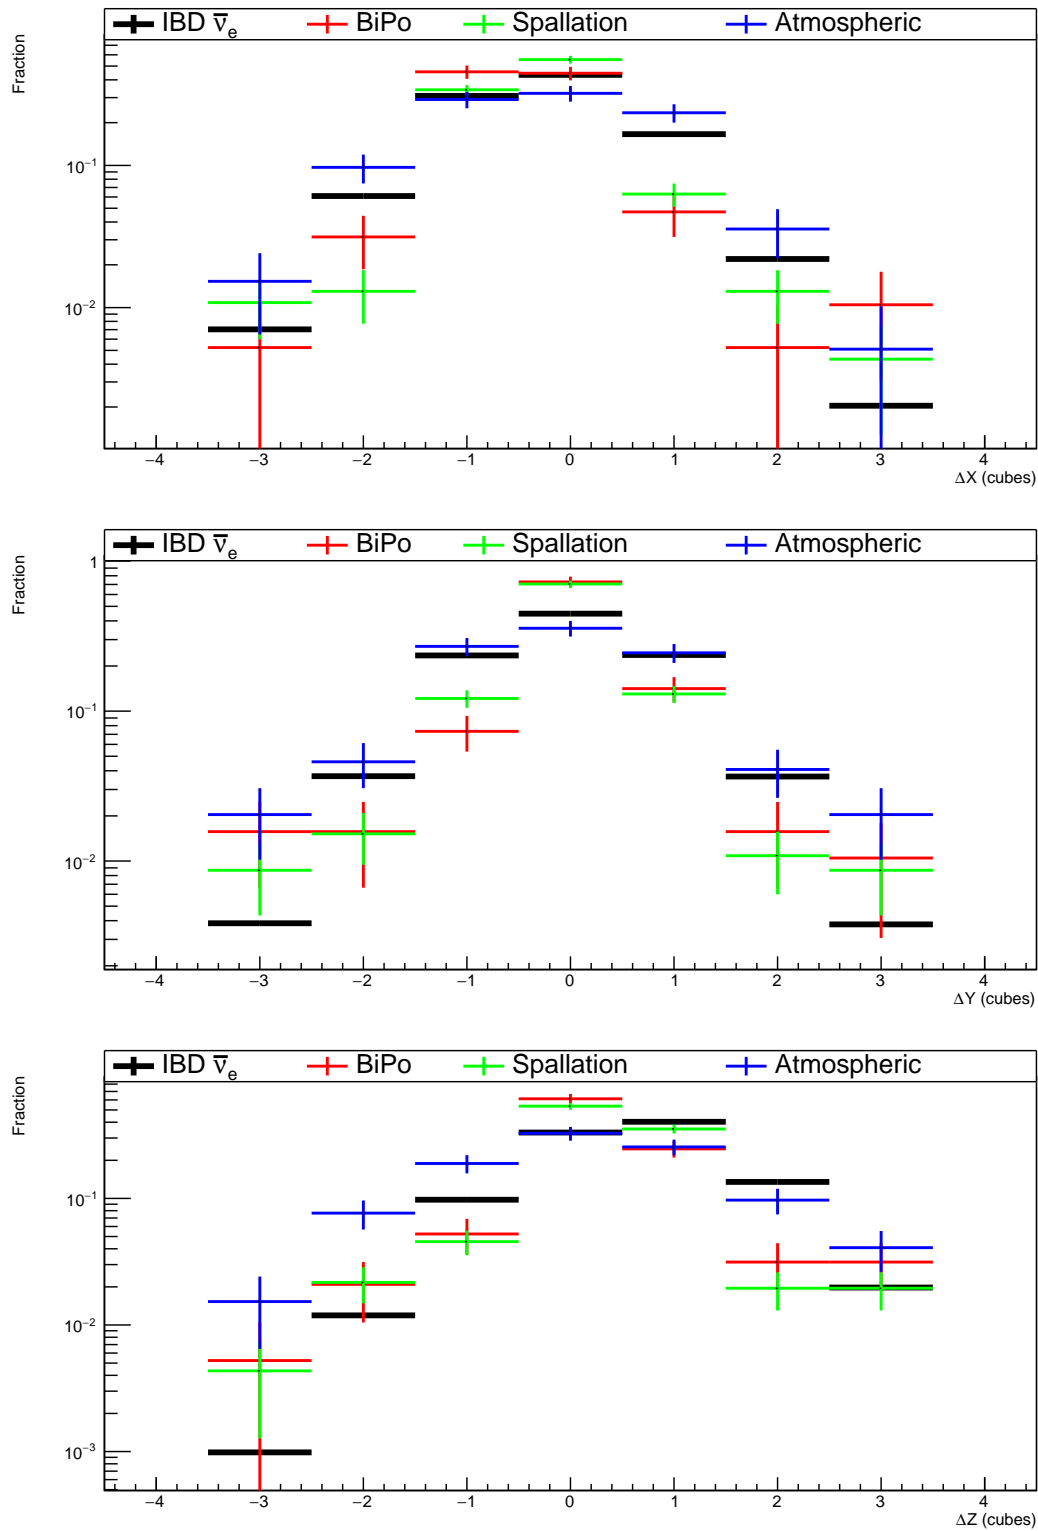 IBD ν̅e BiPo Spallation Atmospheric
Fraction
10⁻¹
10⁻²
−4 −3 −2 −1 0 1 2 3 4
ΔX (cubes)
IBD ν̅e BiPo Spallation Atmospheric
Fraction
1
10⁻¹
10⁻²
−4 −3 −2 −1 0 1 2 3 4
ΔY (cubes)
IBD ν̅e BiPo Spallation Atmospheric
Fraction
10⁻¹
10⁻²
10⁻³
−4 −3 −2 −1 0 1 2 3 4
ΔZ (cubes)